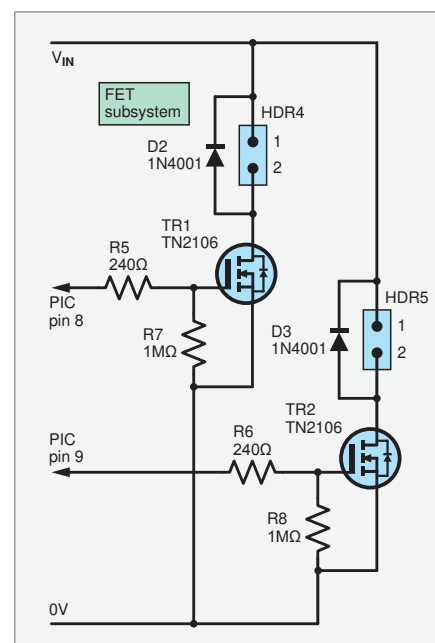 V_IN
FET
subsystem
HDR4
1
2
D2
1N4001
TR1
TN2106
R5
240Ω
PIC
pin 8
R7
1MΩ
HDR5
1
2
D3
1N4001
TR2
TN2106
R6
240Ω
PIC
pin 9
R8
1MΩ
0V